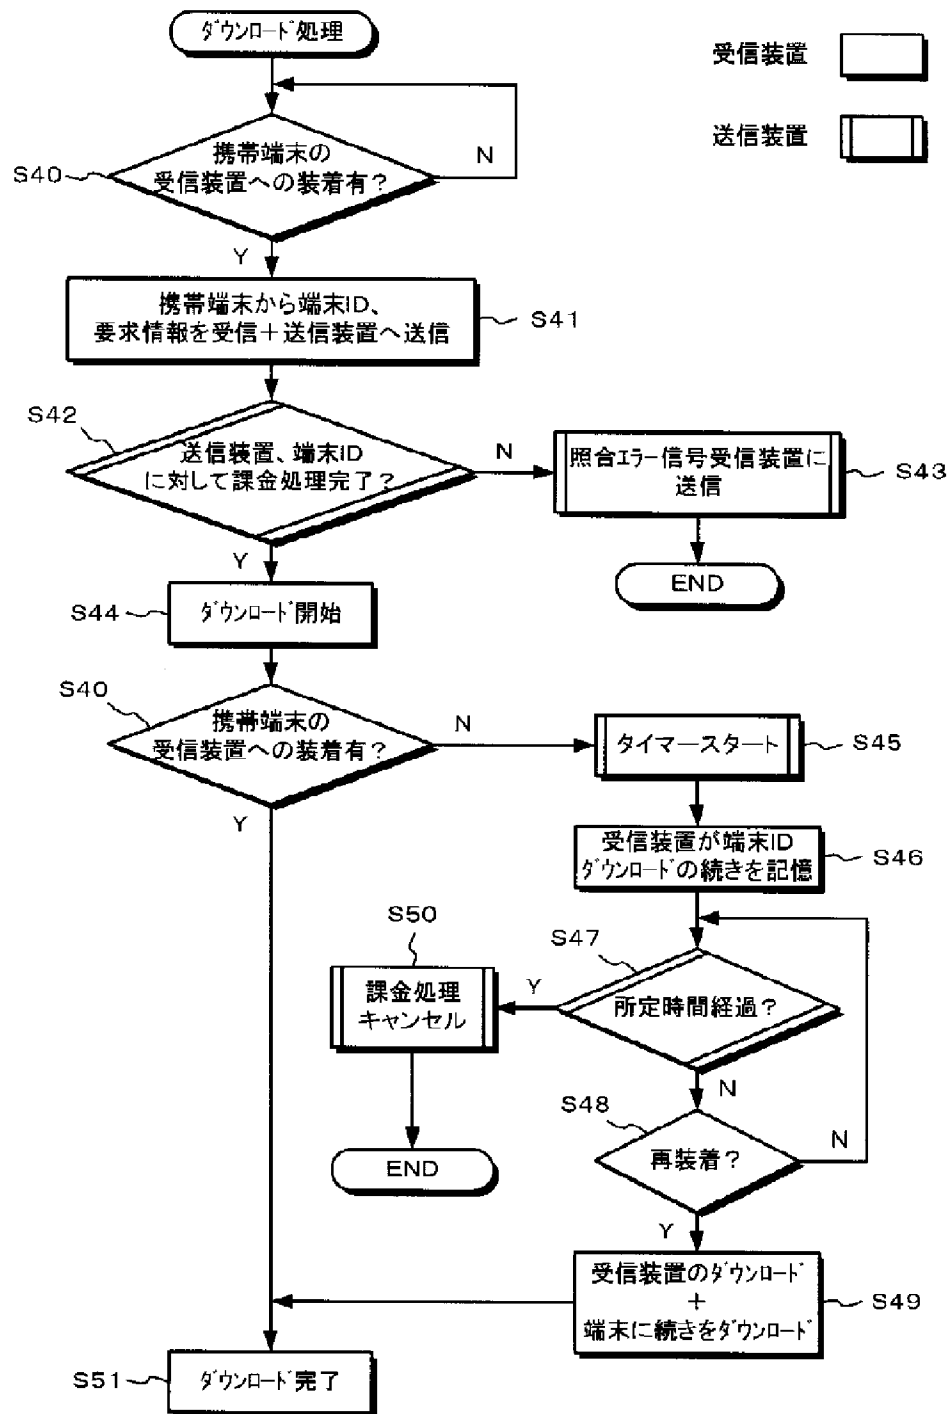 ダウンロード処理
受信装置
送信装置
S40
携帯端末の
受信装置への装着有？
N
Y
携帯端末から端末ID、
要求情報を受信＋送信装置へ送信
S41
S42
送信装置、端末ID
に対して課金処理完了？
N
照合エラー信号受信装置に
送信
S43
Y
END
S44
ダウンロード開始
S40
携帯端末の
受信装置への装着有？
N
タイマースタート
S45
Y
受信装置が端末ID
ダウンロードの続きを記憶
S46
S50
S47
課金処理
キャンセル
Y
所定時間経過？
N
S48
再装着？
N
END
Y
受信装置のダウンロード
＋
端末に続きをダウンロード
S49
S51
ダウンロード完了